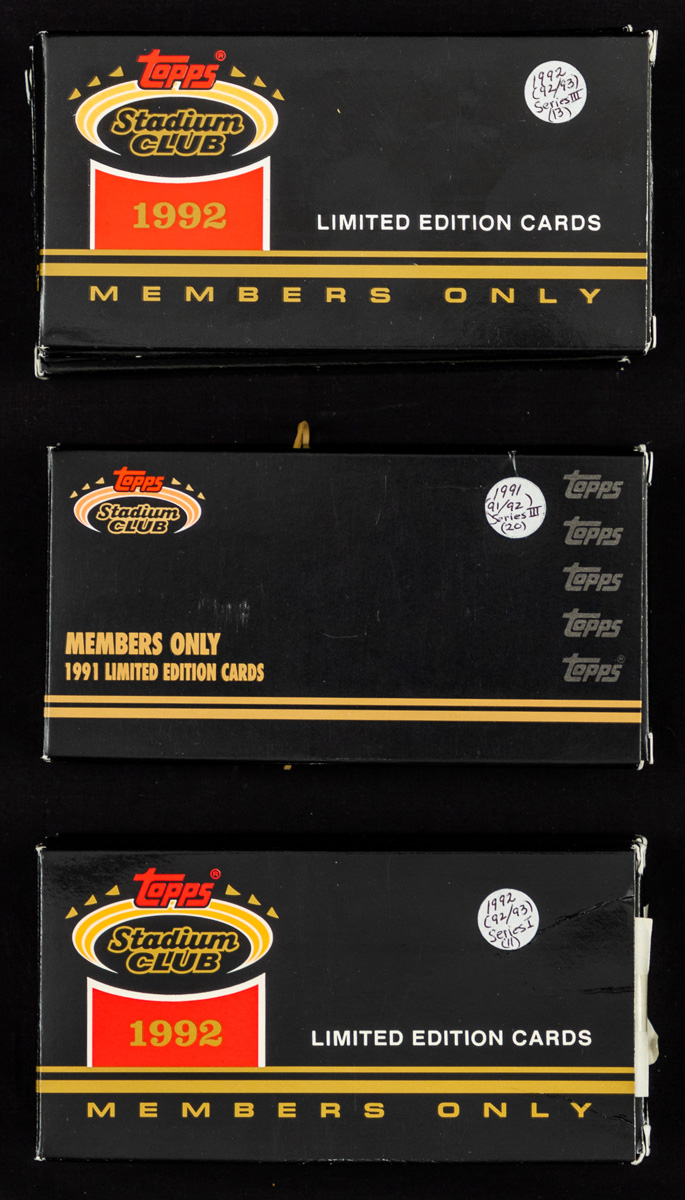 Topps®
Stadium
CLUB
1992
1992
(92/93)
Series III
(13)
LIMITED EDITION CARDS
MEMBERS ONLY
Topps
Stadium
CLUB
1991
(91/92)
Series III
(20)
Topps
Topps
Topps
Topps
Topps®
MEMBERS ONLY
1991 LIMITED EDITION CARDS
Topps®
Stadium
CLUB
1992
1992
(92/93)
Series I
(11)
LIMITED EDITION CARDS
MEMBERS ONLY